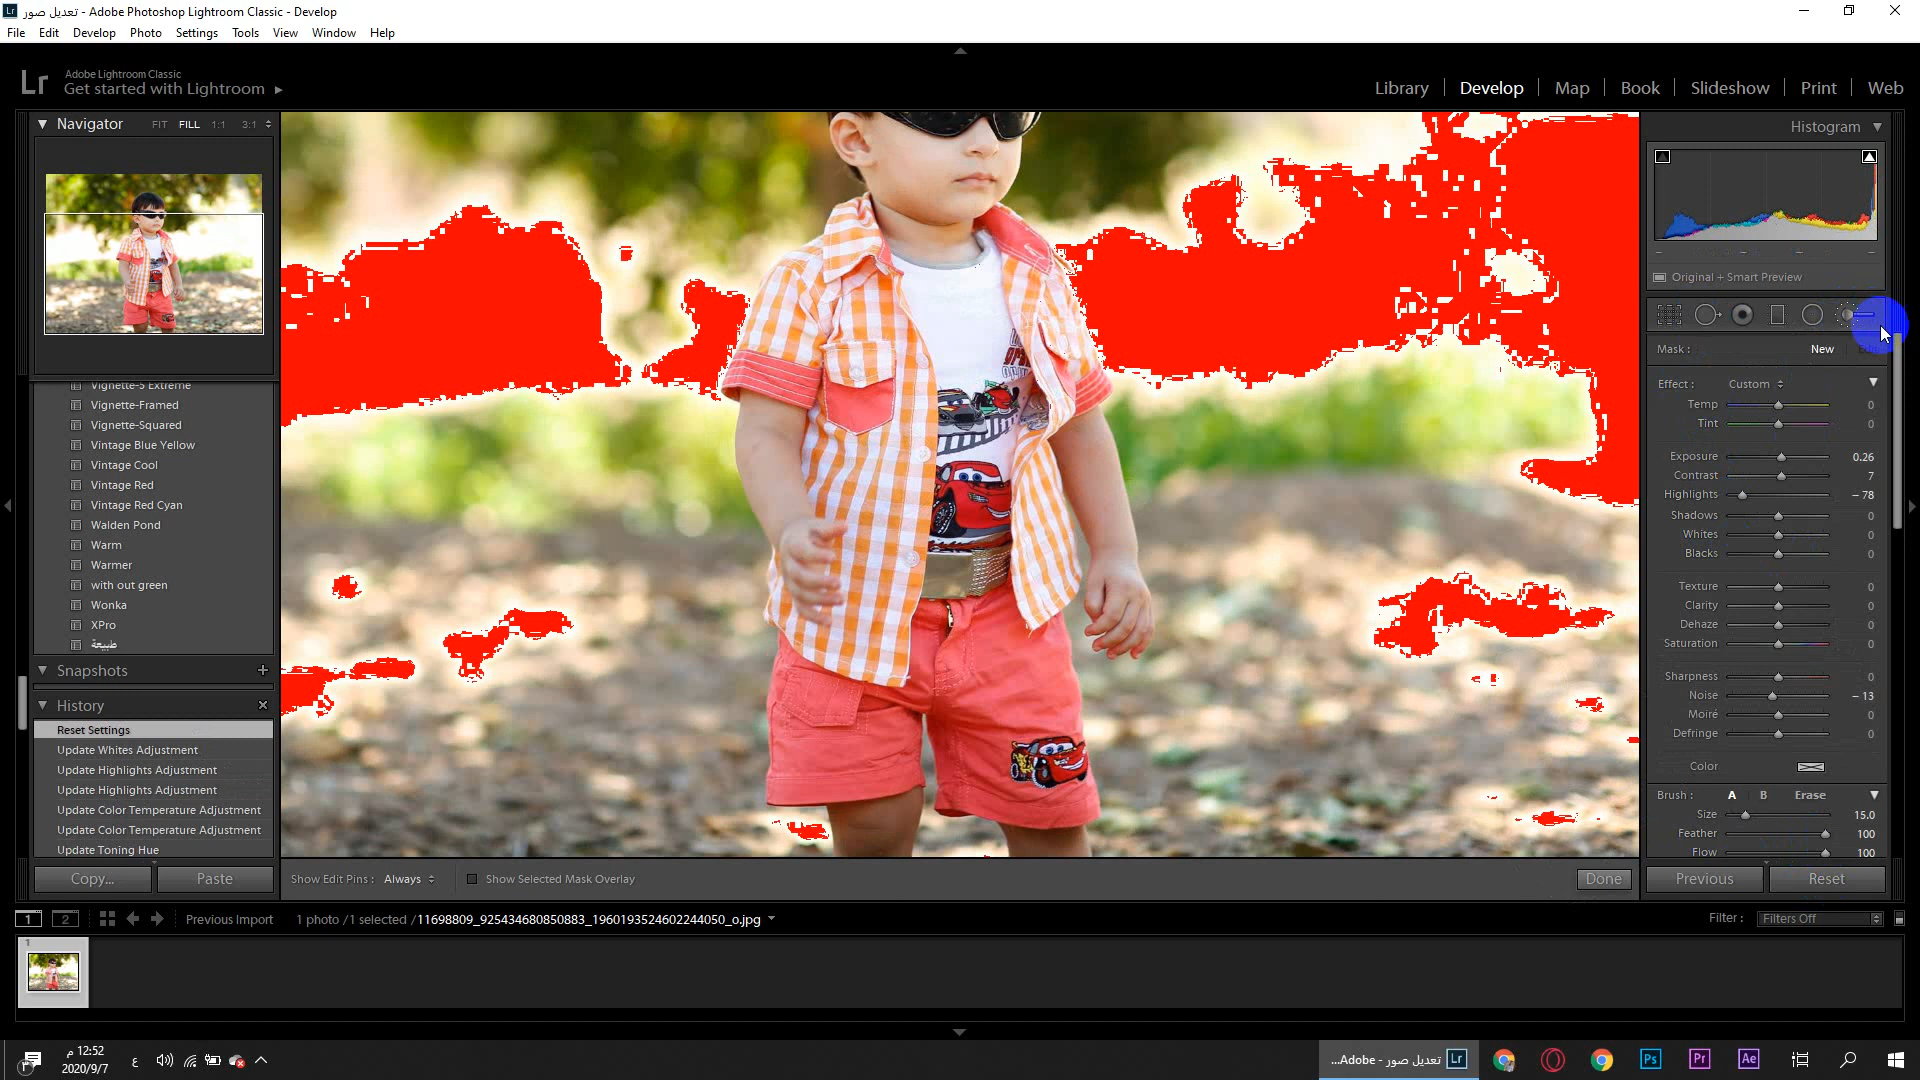 تعديل صور - Adobe Photoshop Lightroom Classic - Develop
File Edit Develop Photo Settings Tools View Window Help
Lr
Adobe Lightroom Classic
Get started with Lightroom
Library Develop Map Book Slideshow Print Web
Navigator FIT FILL 1:1 3:1
Vignette-5 Extreme
Vignette-Framed
Vignette-Squared
Vintage Blue Yellow
Vintage Cool
Vintage Red
Vintage Red Cyan
Walden Pond
Warm
Warmer
with out green
Wonka
XPro
طبيعة
Snapshots
History
Reset Settings
Update Whites Adjustment
Update Highlights Adjustment
Update Highlights Adjustment
Update Color Temperature Adjustment
Update Color Temperature Adjustment
Update Toning Hue
Copy... Paste
Histogram
Original + Smart Preview
Mask : New
Effect : Custom
Temp 0
Tint 0
Exposure 0.26
Contrast 7
Highlights – 78
Shadows 0
Whites 0
Blacks 0
Texture 0
Clarity 0
Dehaze 0
Saturation 0
Sharpness 0
Noise – 13
Moiré 0
Defringe 0
Color
Brush : A B Erase
Size 15.0
Feather 100
Flow 100
Previous Reset
Show Edit Pins : Always Show Selected Mask Overlay Done
1 2 Previous Import 1 photo /1 selected /11698809_925434680850883_1960193524602244050_o.jpg Filter : Filters Off
1
٣ 12:52 م ع
2020/9/7
تعديل صور - Adobe... Lr Ps Pr Ae